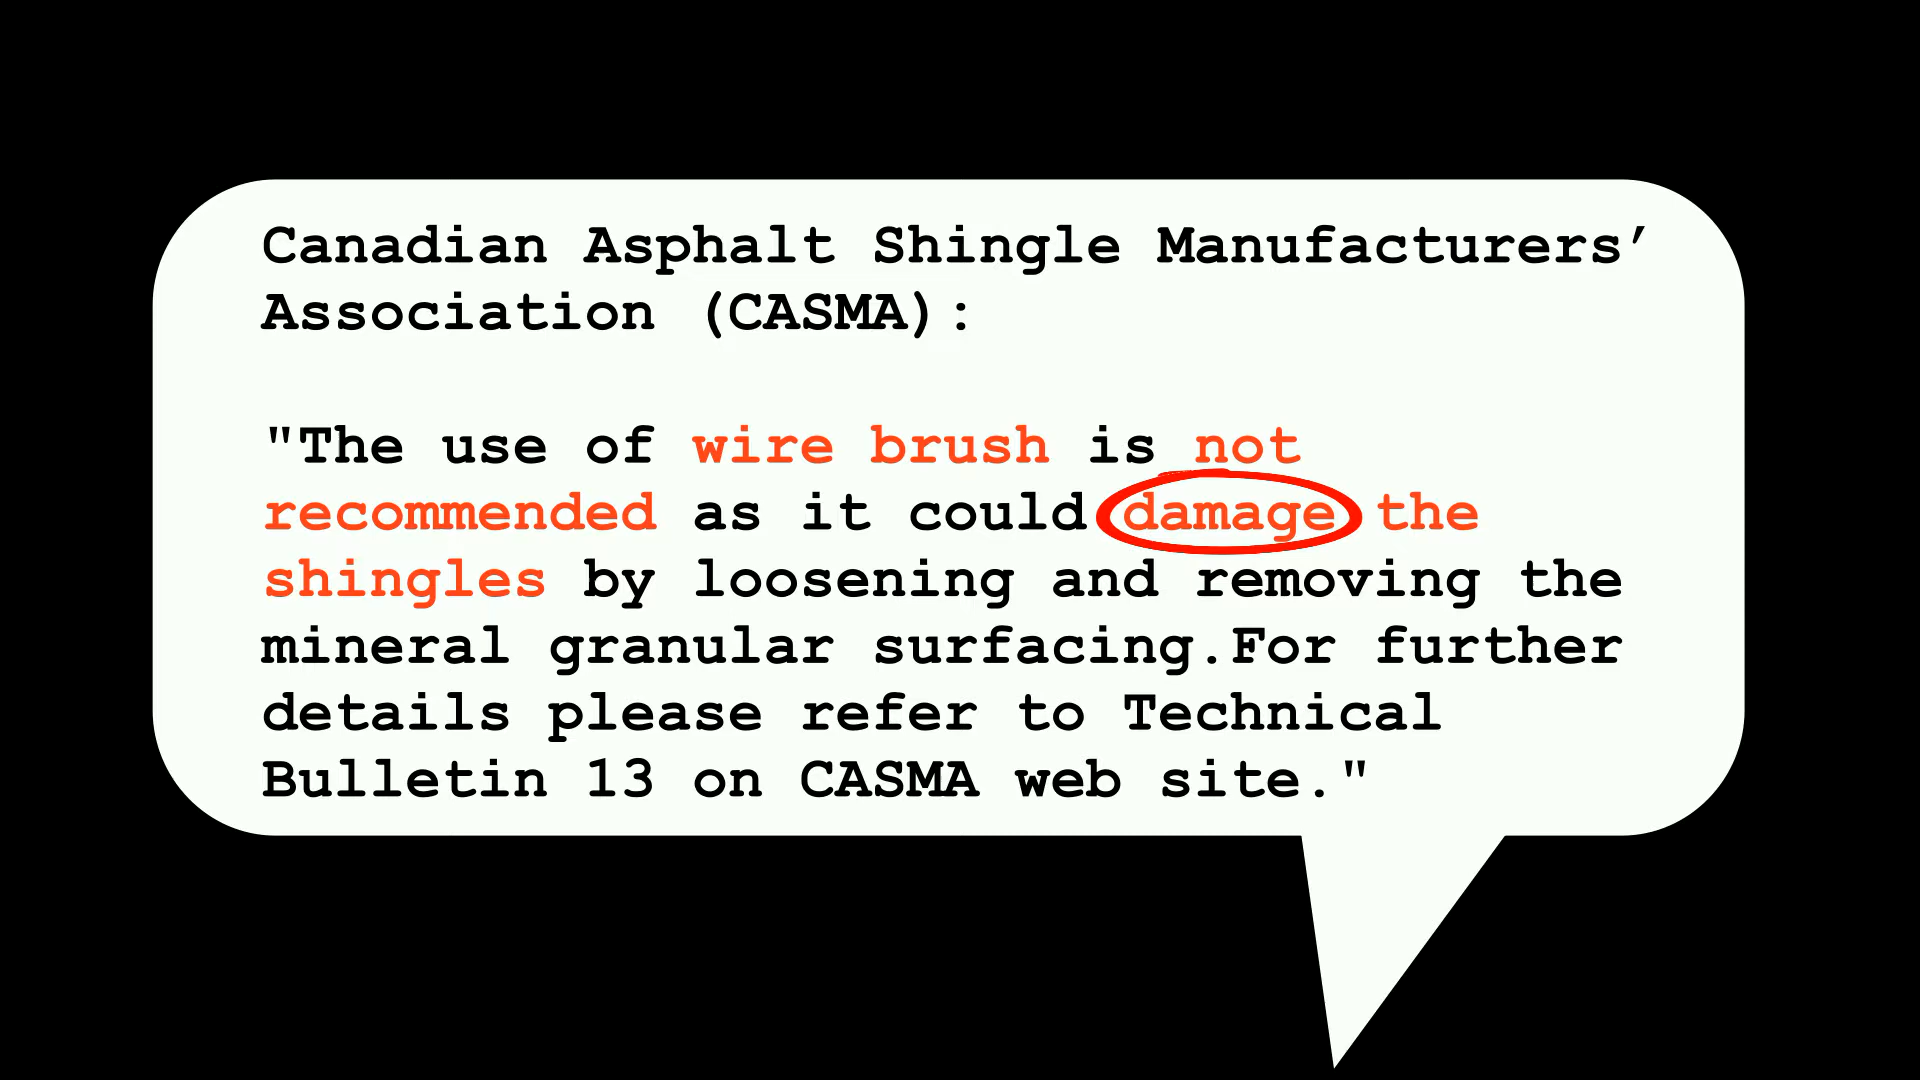 Canadian Asphalt Shingle Manufacturers’
Association (CASMA):
"The use of wire brush is not
recommended as it could damage the
shingles by loosening and removing the
mineral granular surfacing.For further
details please refer to Technical
Bulletin 13 on CASMA web site."